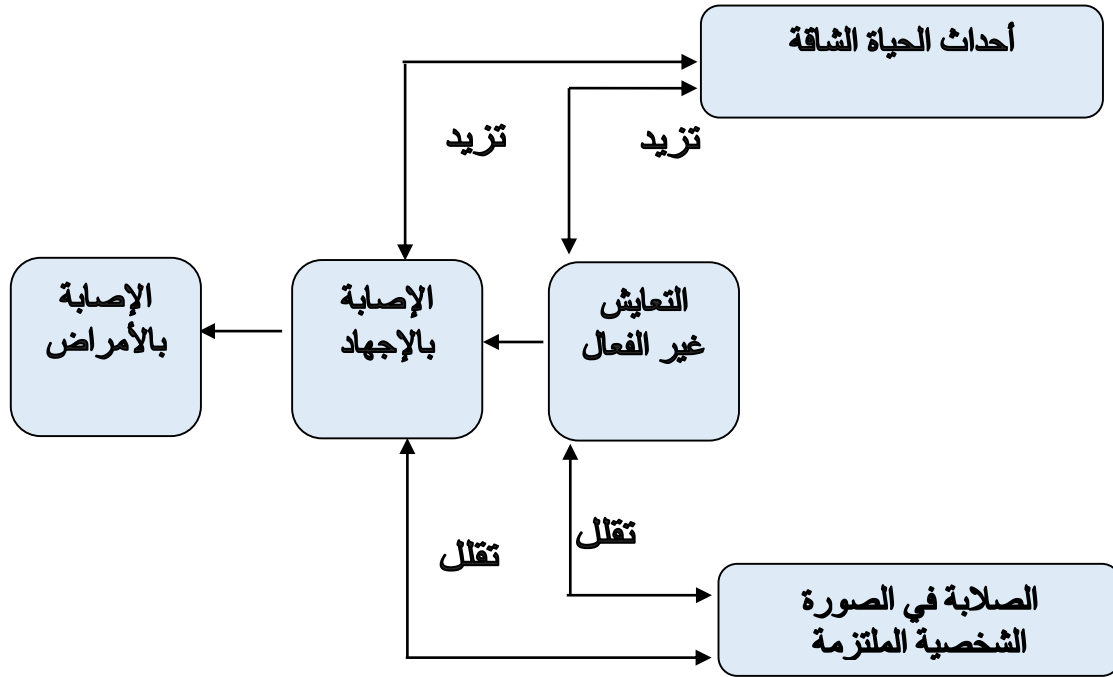 أحداث الحياة الشاقة
تزيد
تزيد
التعايش
غير الفعال
الإصابة
بالإجهاد
الإصابة
بالأمراض
تقلل
تقلل
الصلابة في الصورة
الشخصية الملتزمة